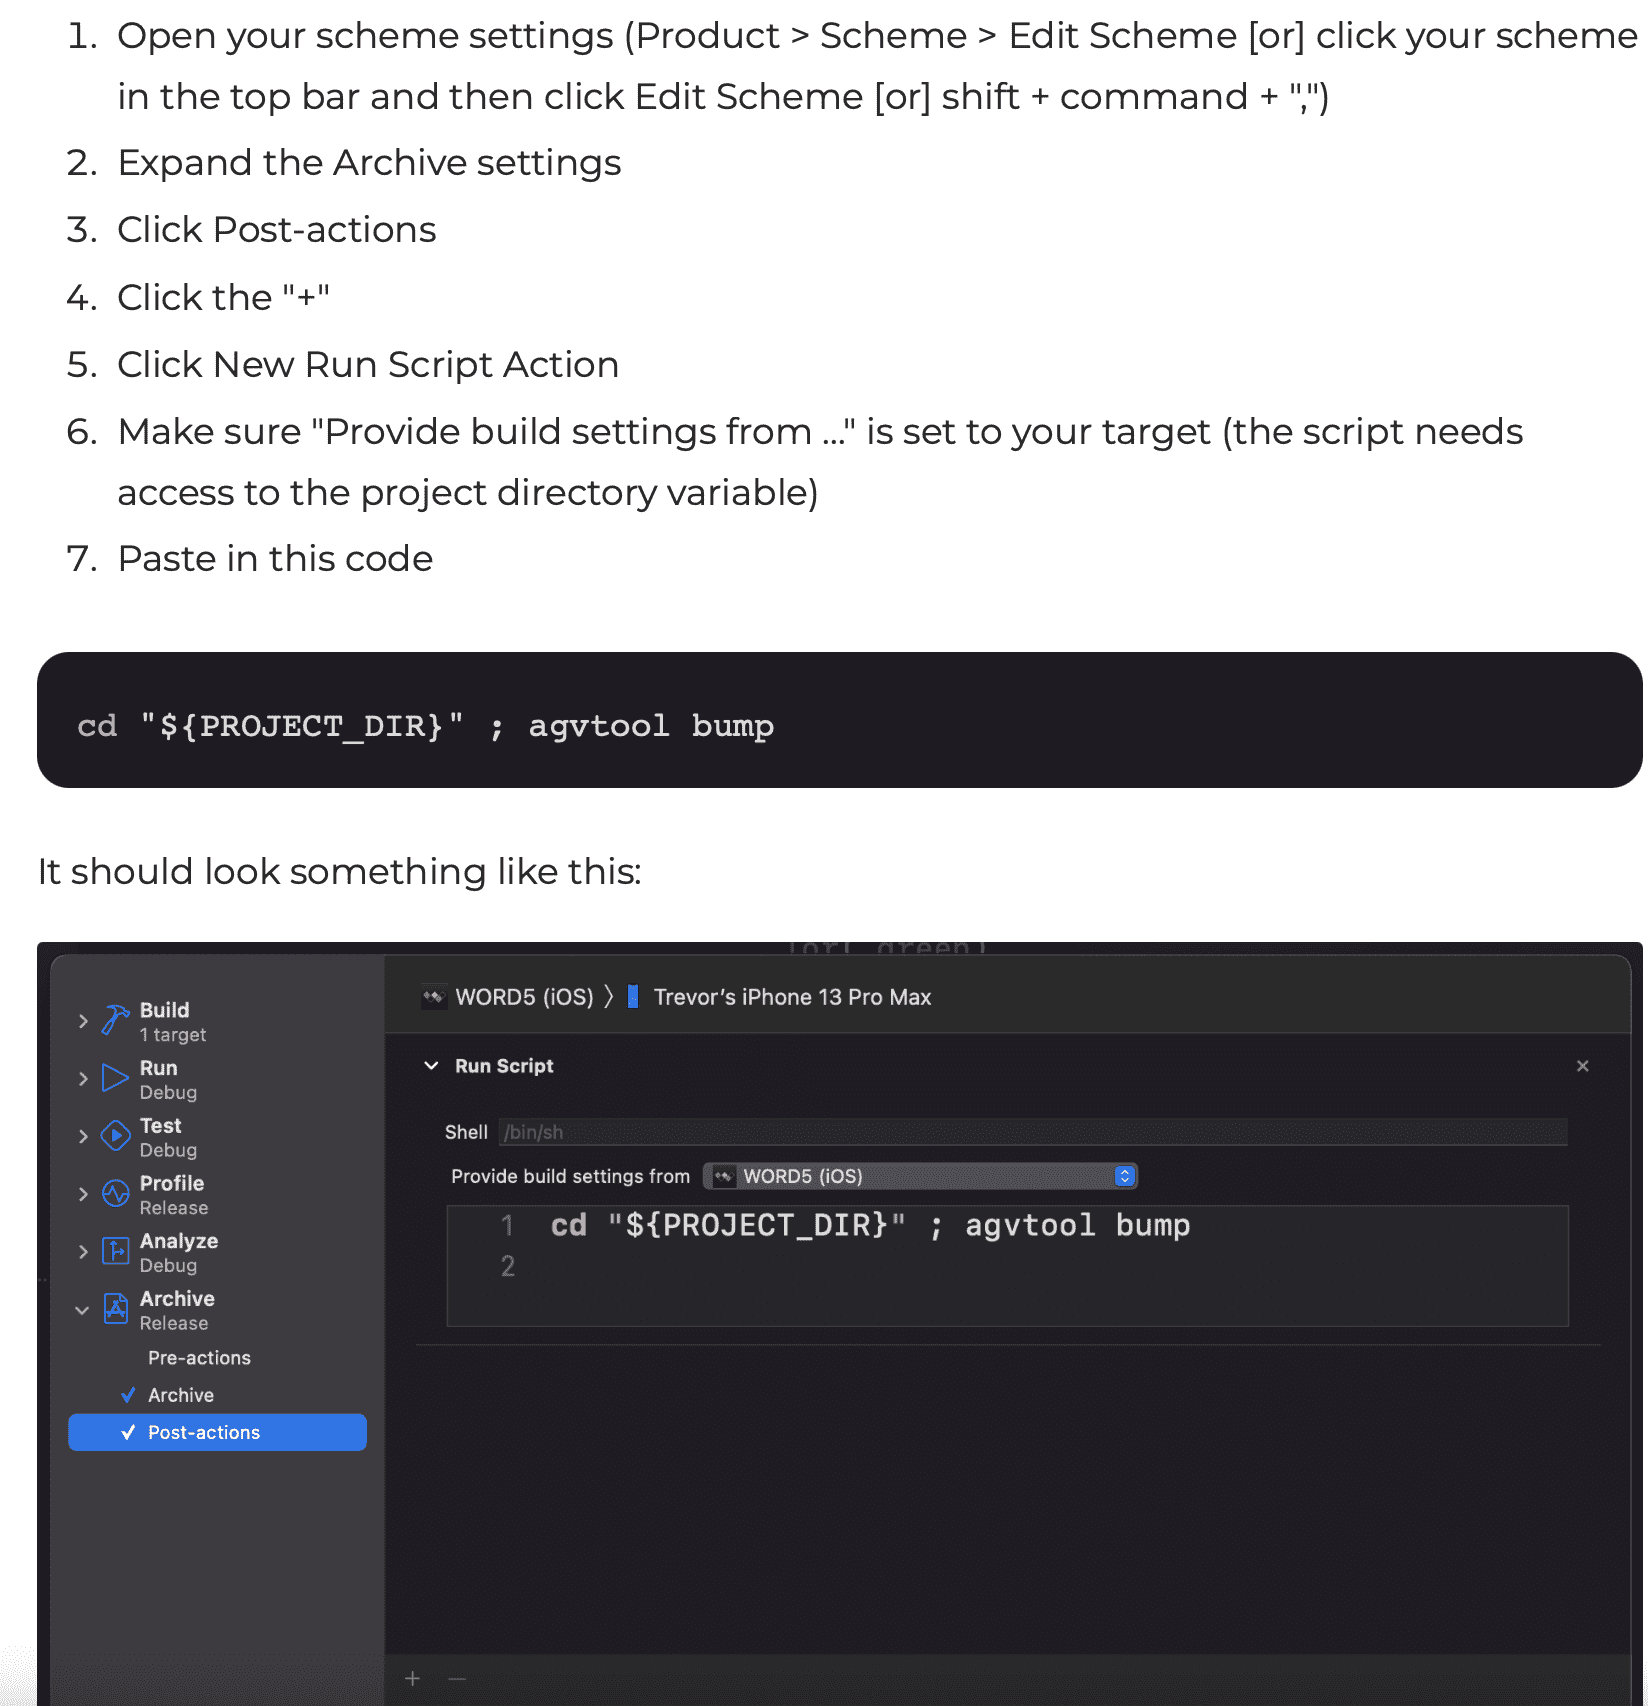 1. Open your scheme settings (Product > Scheme > Edit Scheme [or] click your scheme
in the top bar and then click Edit Scheme [or] shift + command + ",")
2. Expand the Archive settings
3. Click Post-actions
4. Click the "+"
5. Click New Run Script Action
6. Make sure "Provide build settings from ..." is set to your target (the script needs
access to the project directory variable)
7. Paste in this code
cd "${PROJECT_DIR}" ; agvtool bump
It should look something like this:
Build
1 target
Run
Debug
Test
Debug
Profile
Release
Analyze
Debug
Archive
Release
Pre-actions
Archive
Post-actions
WORD5 (iOS) 〉 Trevor's iPhone 13 Pro Max
Run Script
Shell /bin/sh
Provide build settings from WORD5 (iOS)
1 cd "${PROJECT_DIR}" ; agvtool bump
2